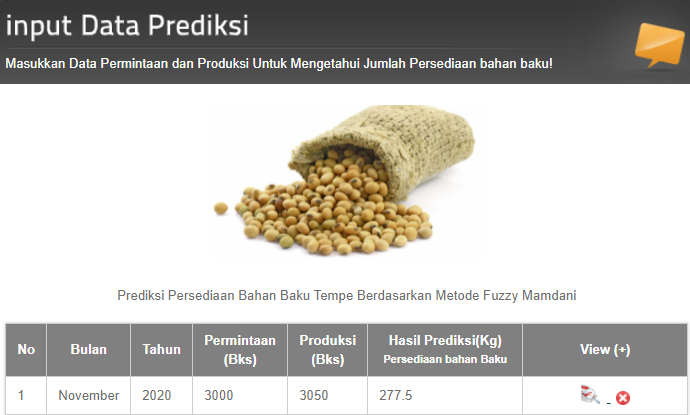 input Data Prediksi
Masukkan Data Permintaan dan Produksi Untuk Mengetahui Jumlah Persediaan bahan baku!
Prediksi Persediaan Bahan Baku Tempe Berdasarkan Metode Fuzzy Mamdani
No Bulan Tahun Permintaan (Bks) Produksi (Bks) Hasil Prediksi(Kg) Persediaan bahan Baku View (+)
1 November 2020 3000 3050 277.5 -